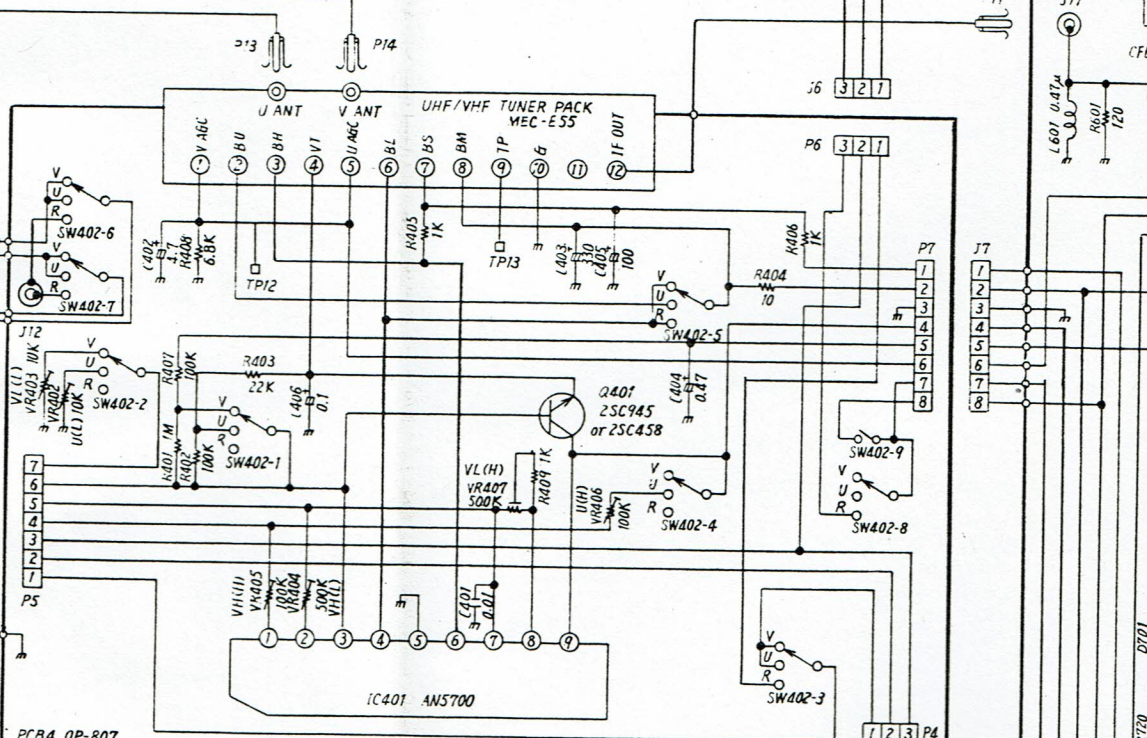 P14
J6
3 2 1
UHF/VHF TUNER PACK
MEC-E55
U ANT
V ANT
V AGC
BU
BH
VT
UAGC
BL
BS
BM
TP
G
IF OUT
1 2 3 4 5 6 7 8 9 10 11 12
P6
3 2 1
L601 0.47μ
R601
120
V
U
R
SW402-6
V
U
R
SW402-7
C402
4.7
R408
6.8K
TP12
R405
1K
TP13
C403
330
C405
100
R406
1K
R404
10
V
U
R
SW402-5
P7
1
2
3
4
5
6
7
8
J7
1
2
3
4
5
6
7
8
J12
VL(L)
VR403 10K
VR402
U(L) 10K
V
U
R
SW402-2
R407
100K
R403
22K
C406
0.1
C404
0.47
Q401
2SC945
or 2SC458
V
U
R
SW402-1
R401 1M
R402
100K
VL(H)
VR407
500K
R409 1K
U(H)
VR406
100K
V
U
R
SW402-4
SW402-9
V
U
R
SW402-8
7
6
5
4
3
2
1
P5
VR405
100K
VR404
500K
VH(L)
C401
0.01
1 2 3 4 5 6 7 8 9
IC401 AN5700
V
U
R
SW402-3
1 2 3 P4
D701
PCB4 OP-807